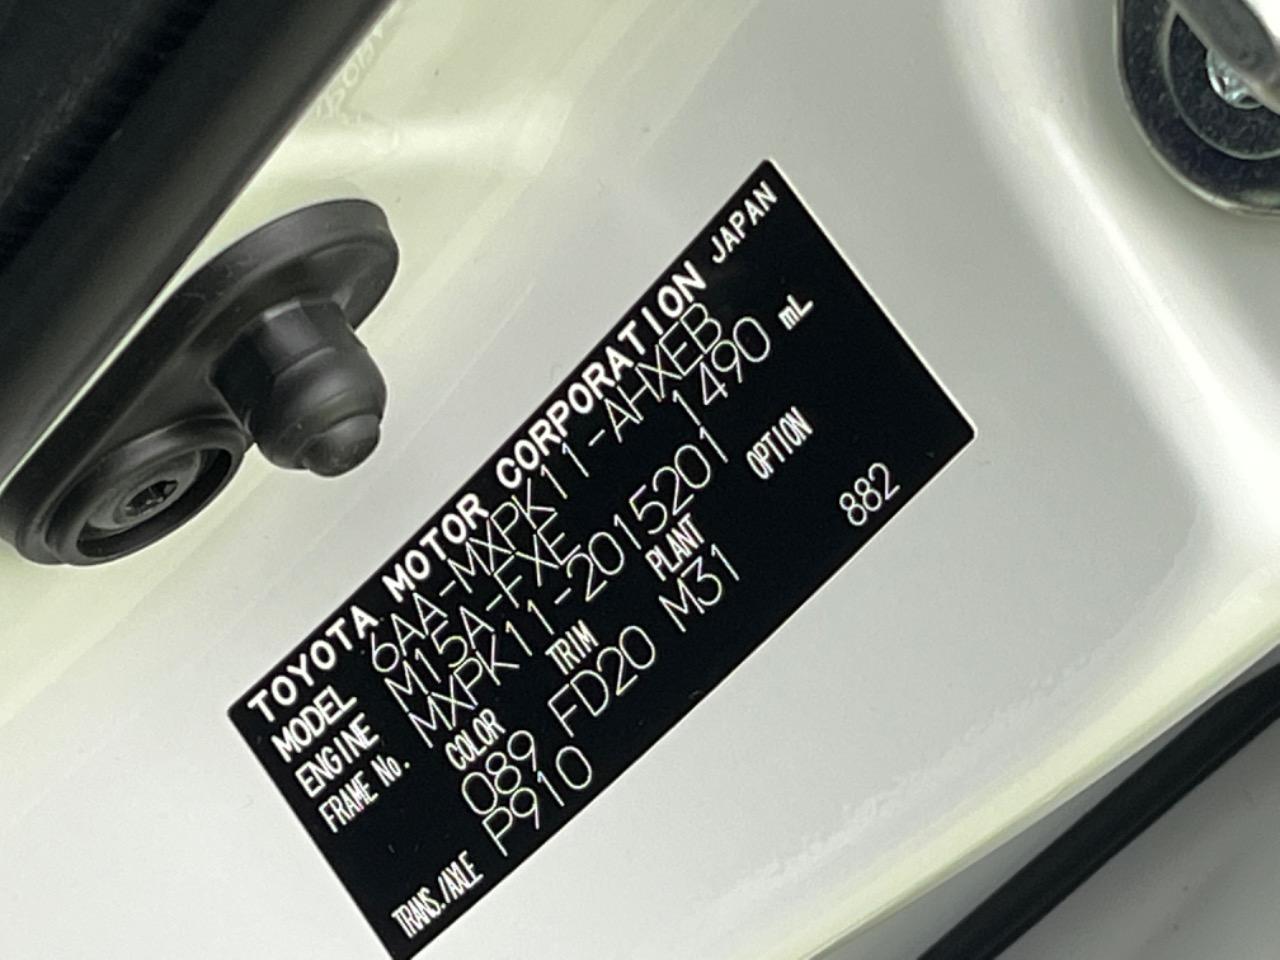 TOYOTA MOTOR CORPORATION JAPAN
MODEL 6AA-MXPK11-AHXEB
ENGINE M15A-FXE 1490 mL
FRAME No. MXPK11-2015201
COLOR TRIM PLANT OPTION
089 FD20 M31 882
TRANS./AXLE P910